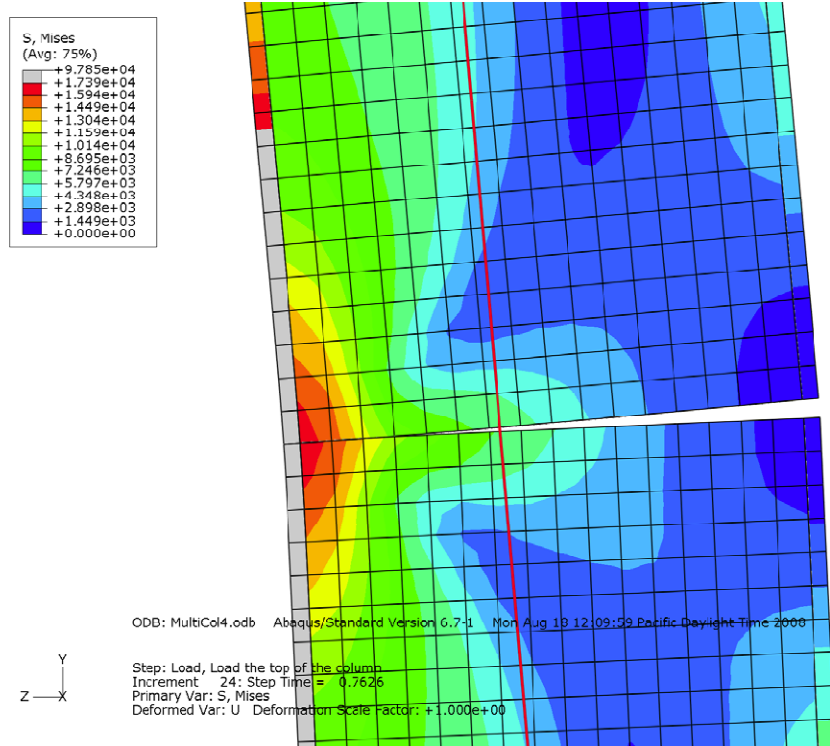 S, Mises
(Avg: 75%)
+9.785e+04
+1.739e+04
+1.594e+04
+1.449e+04
+1.304e+04
+1.159e+04
+1.014e+04
+8.695e+03
+7.246e+03
+5.797e+03
+4.348e+03
+2.898e+03
+1.449e+03
+0.000e+00
ODB: MultiCol4.odb Abaqus/Standard Version 6.7-1 Mon Aug 12:09:59 Pacific Daylight Time 2008
Y
Z X
Step: Load, Load the top of the column
Increment 24: Step Time = 0.7626
Primary Var: S, Mises
Deformed Var: U Deformation Scale Factor: +1.000e+00